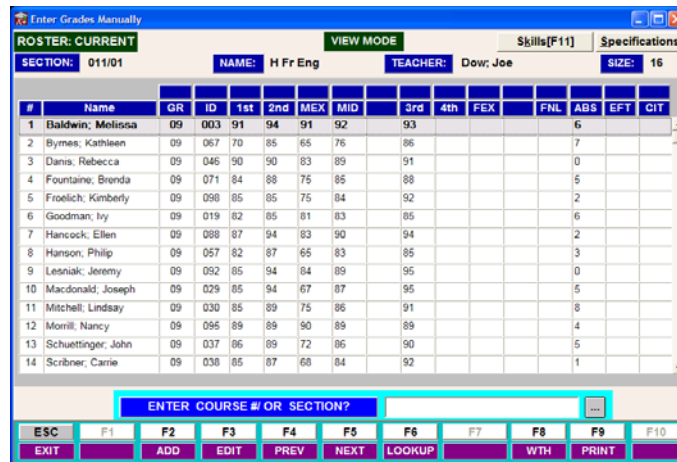 Enter Grades Manually
ROSTER: CURRENT VIEW MODE Skills[F11] Specifications
SECTION: 011/01 NAME: H Fr Eng TEACHER: Dow; Joe SIZE: 16
# Name GR ID 1st 2nd MEX MID 3rd 4th FEX FNL ABS EFT CIT
1 Baldwin; Melissa 09 003 91 94 91 92 93 6
2 Byrnes; Kathleen 09 067 70 85 65 76 86 7
3 Danis; Rebecca 09 046 90 90 83 89 91 0
4 Fountaine; Brenda 09 071 84 88 75 85 88 5
5 Froelich; Kimberly 09 098 85 85 75 84 92 2
6 Goodman; Ivy 09 019 82 85 81 83 85 6
7 Hancock; Ellen 09 088 87 94 83 90 94 2
8 Hanson; Philip 09 057 82 87 65 83 85 3
9 Lesniak; Jeremy 09 092 85 94 84 89 95 0
10 Macdonald; Joseph 09 029 85 94 67 87 95 5
11 Mitchell; Lindsay 09 030 85 89 75 86 91 8
12 Morrill; Nancy 09 095 89 89 90 89 89 4
13 Schuettinger; John 09 037 86 89 72 86 90 5
14 Scribner; Carrie 09 038 85 87 68 84 92 1
ENTER COURSE #/ OR SECTION? ...
ESC F1 F2 F3 F4 F5 F6 F7 F8 F9 F10
EXIT ADD EDIT PREV NEXT LOOKUP WTH PRINT